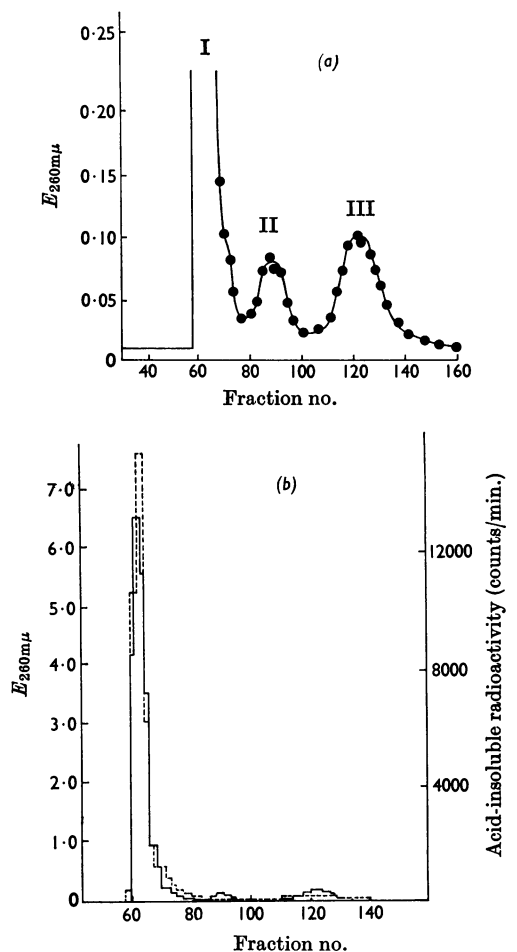 (a)
I
II
III
0·25
0·20
0·15
0·10
0·05
0
E260mμ
40 60 80 100 120 140 160
Fraction no.
(b)
7·0
6·0
5·0
4·0
3·0
2·0
1·0
0
E260mμ
12000
8000
4000
Acid-insoluble radioactivity (counts/min.)
60 80 100 120 140
Fraction no.